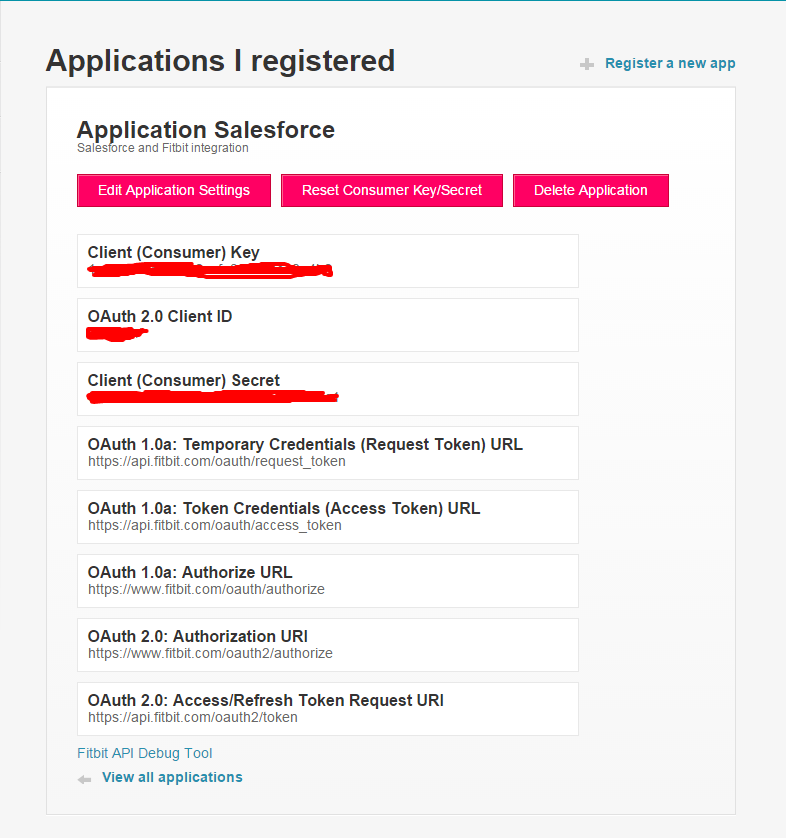 Applications I registered
Register a new app
Application Salesforce
Salesforce and Fitbit integration
Edit Application Settings
Reset Consumer Key/Secret
Delete Application
Client (Consumer) Key
OAuth 2.0 Client ID
Client (Consumer) Secret
OAuth 1.0a: Temporary Credentials (Request Token) URL
https://api.fitbit.com/oauth/request_token
OAuth 1.0a: Token Credentials (Access Token) URL
https://api.fitbit.com/oauth/access_token
OAuth 1.0a: Authorize URL
https://www.fitbit.com/oauth/authorize
OAuth 2.0: Authorization URI
https://www.fitbit.com/oauth2/authorize
OAuth 2.0: Access/Refresh Token Request URI
https://api.fitbit.com/oauth2/token
Fitbit API Debug Tool
View all applications